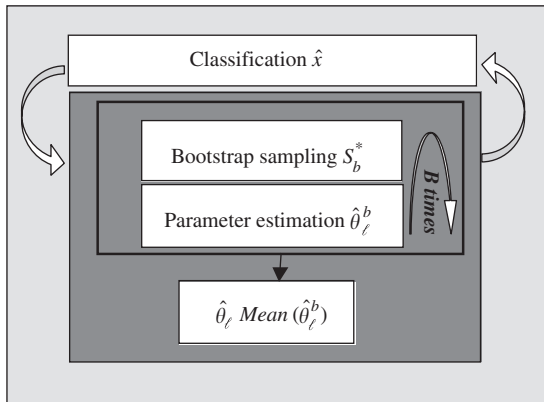 Classification x̂
Bootstrap sampling S*_b
Parameter estimation θ̂^b_ℓ
B times
θ̂_ℓ Mean (θ̂^b_ℓ)